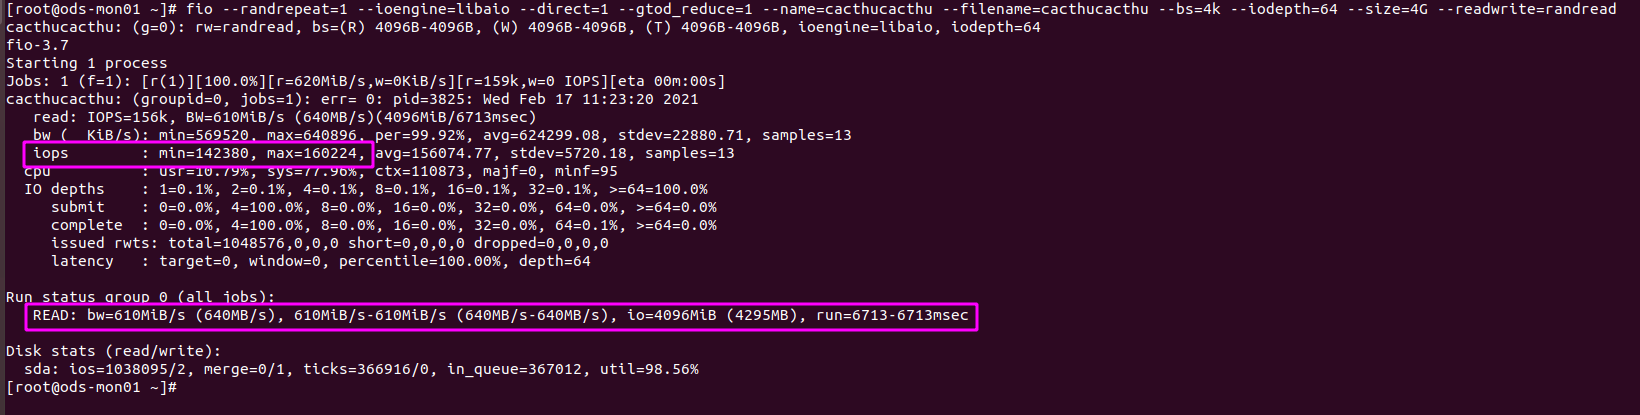 [root@ods-mon01 ~]# fio --randrepeat=1 --ioengine=libaio --direct=1 --gtod_reduce=1 --name=cacthucacthu --filename=cacthucacthu --bs=4k --iodepth=64 --size=4G --readwrite=randread
cacthucacthu: (g=0): rw=randread, bs=(R) 4096B-4096B, (W) 4096B-4096B, (T) 4096B-4096B, ioengine=libaio, iodepth=64
fio-3.7
Starting 1 process
Jobs: 1 (f=1): [r(1)][100.0%][r=620MiB/s,w=0KiB/s][r=159k,w=0 IOPS][eta 00m:00s]
cacthucacthu: (groupid=0, jobs=1): err= 0: pid=3825: Wed Feb 17 11:23:20 2021
   read: IOPS=156k, BW=610MiB/s (640MB/s)(4096MiB/6713msec)
   bw (  KiB/s): min=569520, max=640896, per=99.92%, avg=624299.08, stdev=22880.71, samples=13
   iops        : min=142380, max=160224, avg=156074.77, stdev=5720.18, samples=13
  cpu          : usr=10.79%, sys=77.96%, ctx=110873, majf=0, minf=95
  IO depths    : 1=0.1%, 2=0.1%, 4=0.1%, 8=0.1%, 16=0.1%, 32=0.1%, >=64=100.0%
     submit    : 0=0.0%, 4=100.0%, 8=0.0%, 16=0.0%, 32=0.0%, 64=0.0%, >=64=0.0%
     complete  : 0=0.0%, 4=100.0%, 8=0.0%, 16=0.0%, 32=0.0%, 64=0.1%, >=64=0.0%
     issued rwts: total=1048576,0,0,0 short=0,0,0,0 dropped=0,0,0,0
     latency   : target=0, window=0, percentile=100.00%, depth=64
Run status group 0 (all jobs):
   READ: bw=610MiB/s (640MB/s), 610MiB/s-610MiB/s (640MB/s-640MB/s), io=4096MiB (4295MB), run=6713-6713msec
Disk stats (read/write):
  sda: ios=1038095/2, merge=0/1, ticks=366916/0, in_queue=367012, util=98.56%
[root@ods-mon01 ~]#